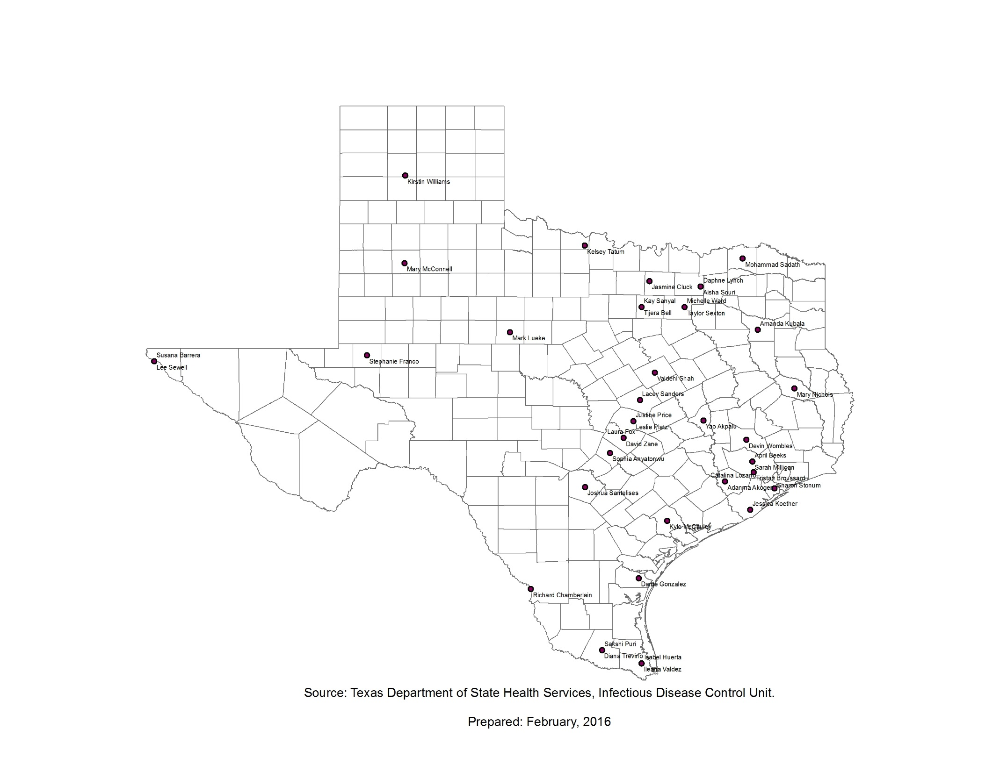 Kirstin Williams
Kelsey Tatum
Mohammad Sadath
Mary McConnell
Daphne Lynch
Jasmine Cluck
Aisha Souri
Kay Sanyal
Michelle Ward
Tijera Bell
Taylor Sexton
Amanda Kubala
Mark Lueke
Susana Barrera
Stephanie Franco
Lee Sewell
Vaidehi Shah
Lacey Sanders
Mary Nichols
Justine Price
Leslie Platz
Yao Akpalu
Laura Fox
David Zane
Devin Wombles
April Beeks
Sophia Anyatonwu
Sarah Milligan
Catalina Lozano
Tristan Broussard
Adanma Akogen
Sharon Stonum
Joshua Santelises
Jessica Koether
Kyle McCauley
Dante Gonzalez
Richard Chamberlain
Sakshi Puri
Diana Trevino
Isabel Huerta
Ileana Valdez
Source: Texas Department of State Health Services, Infectious Disease Control Unit.
Prepared: February, 2016